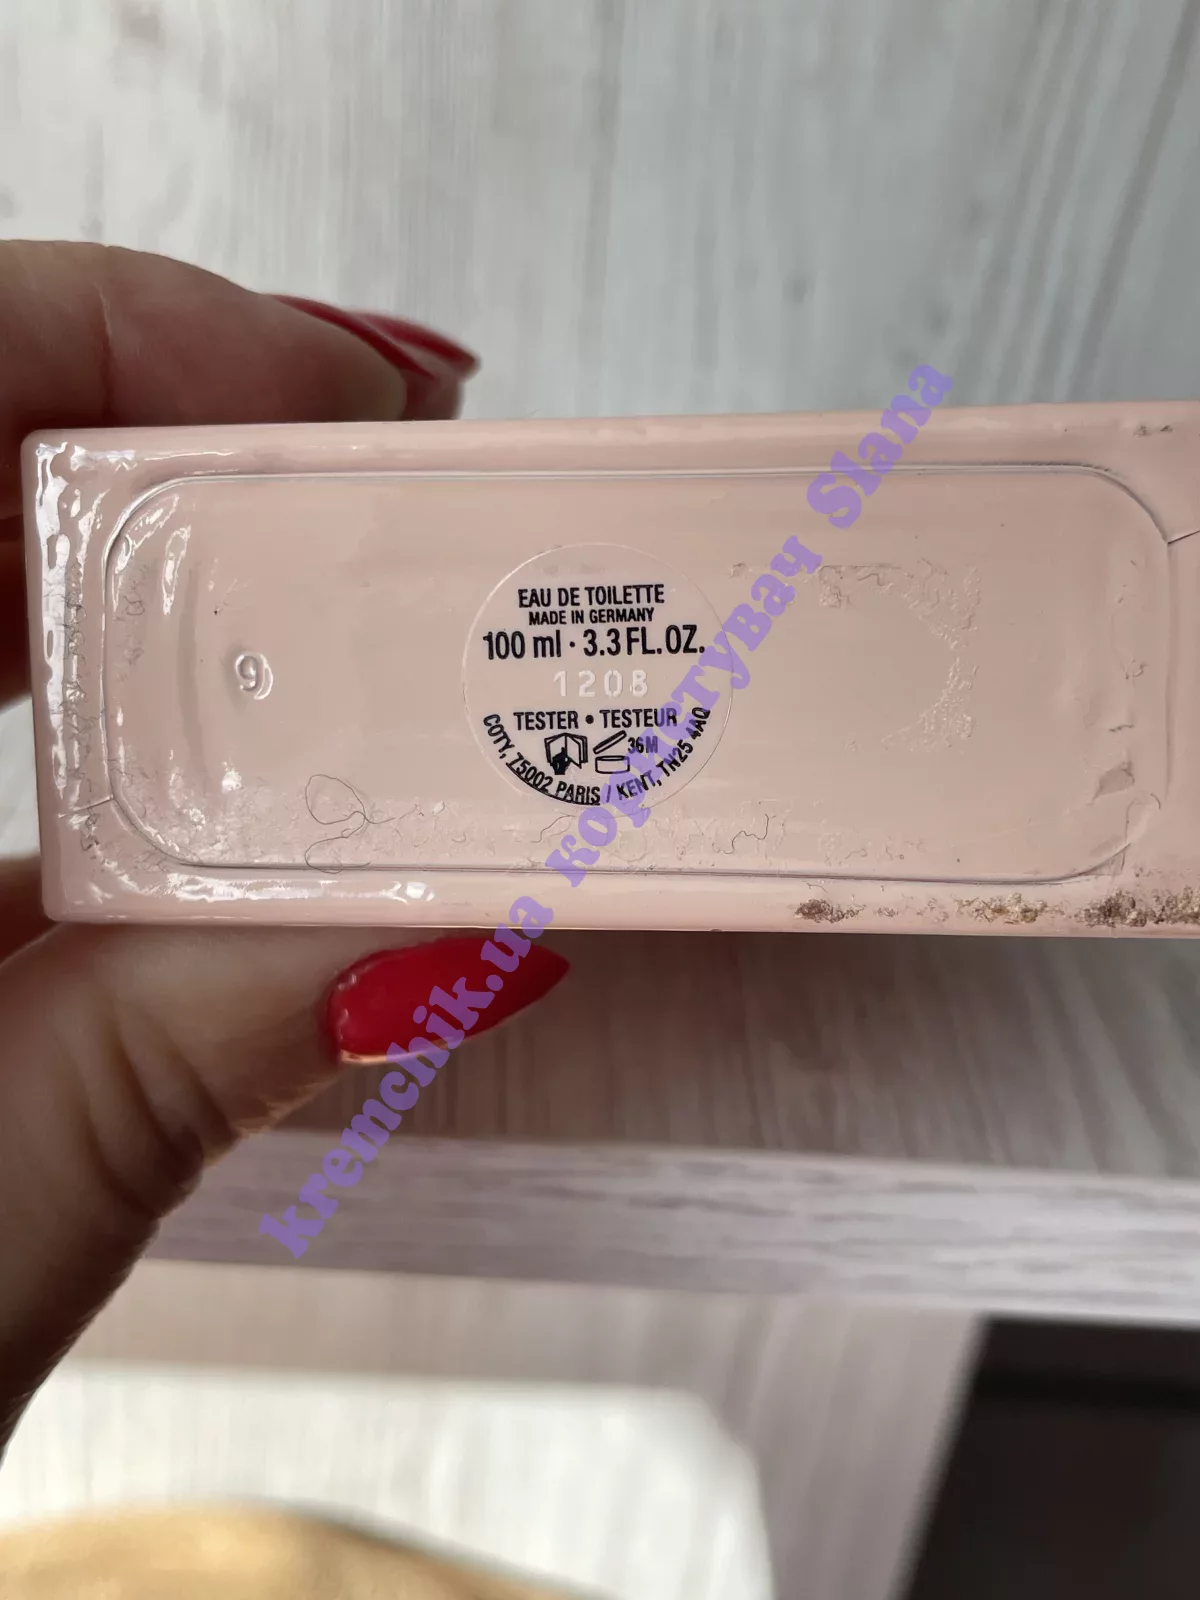 EAU DE TOILETTE
MADE IN GERMANY
100 ml · 3.3 FL. OZ.
1208
TESTER • TESTEUR
36M
COTY, 75002 PARIS / KENT, TN25 4AQ
9
kremchik.ua користувач Slana